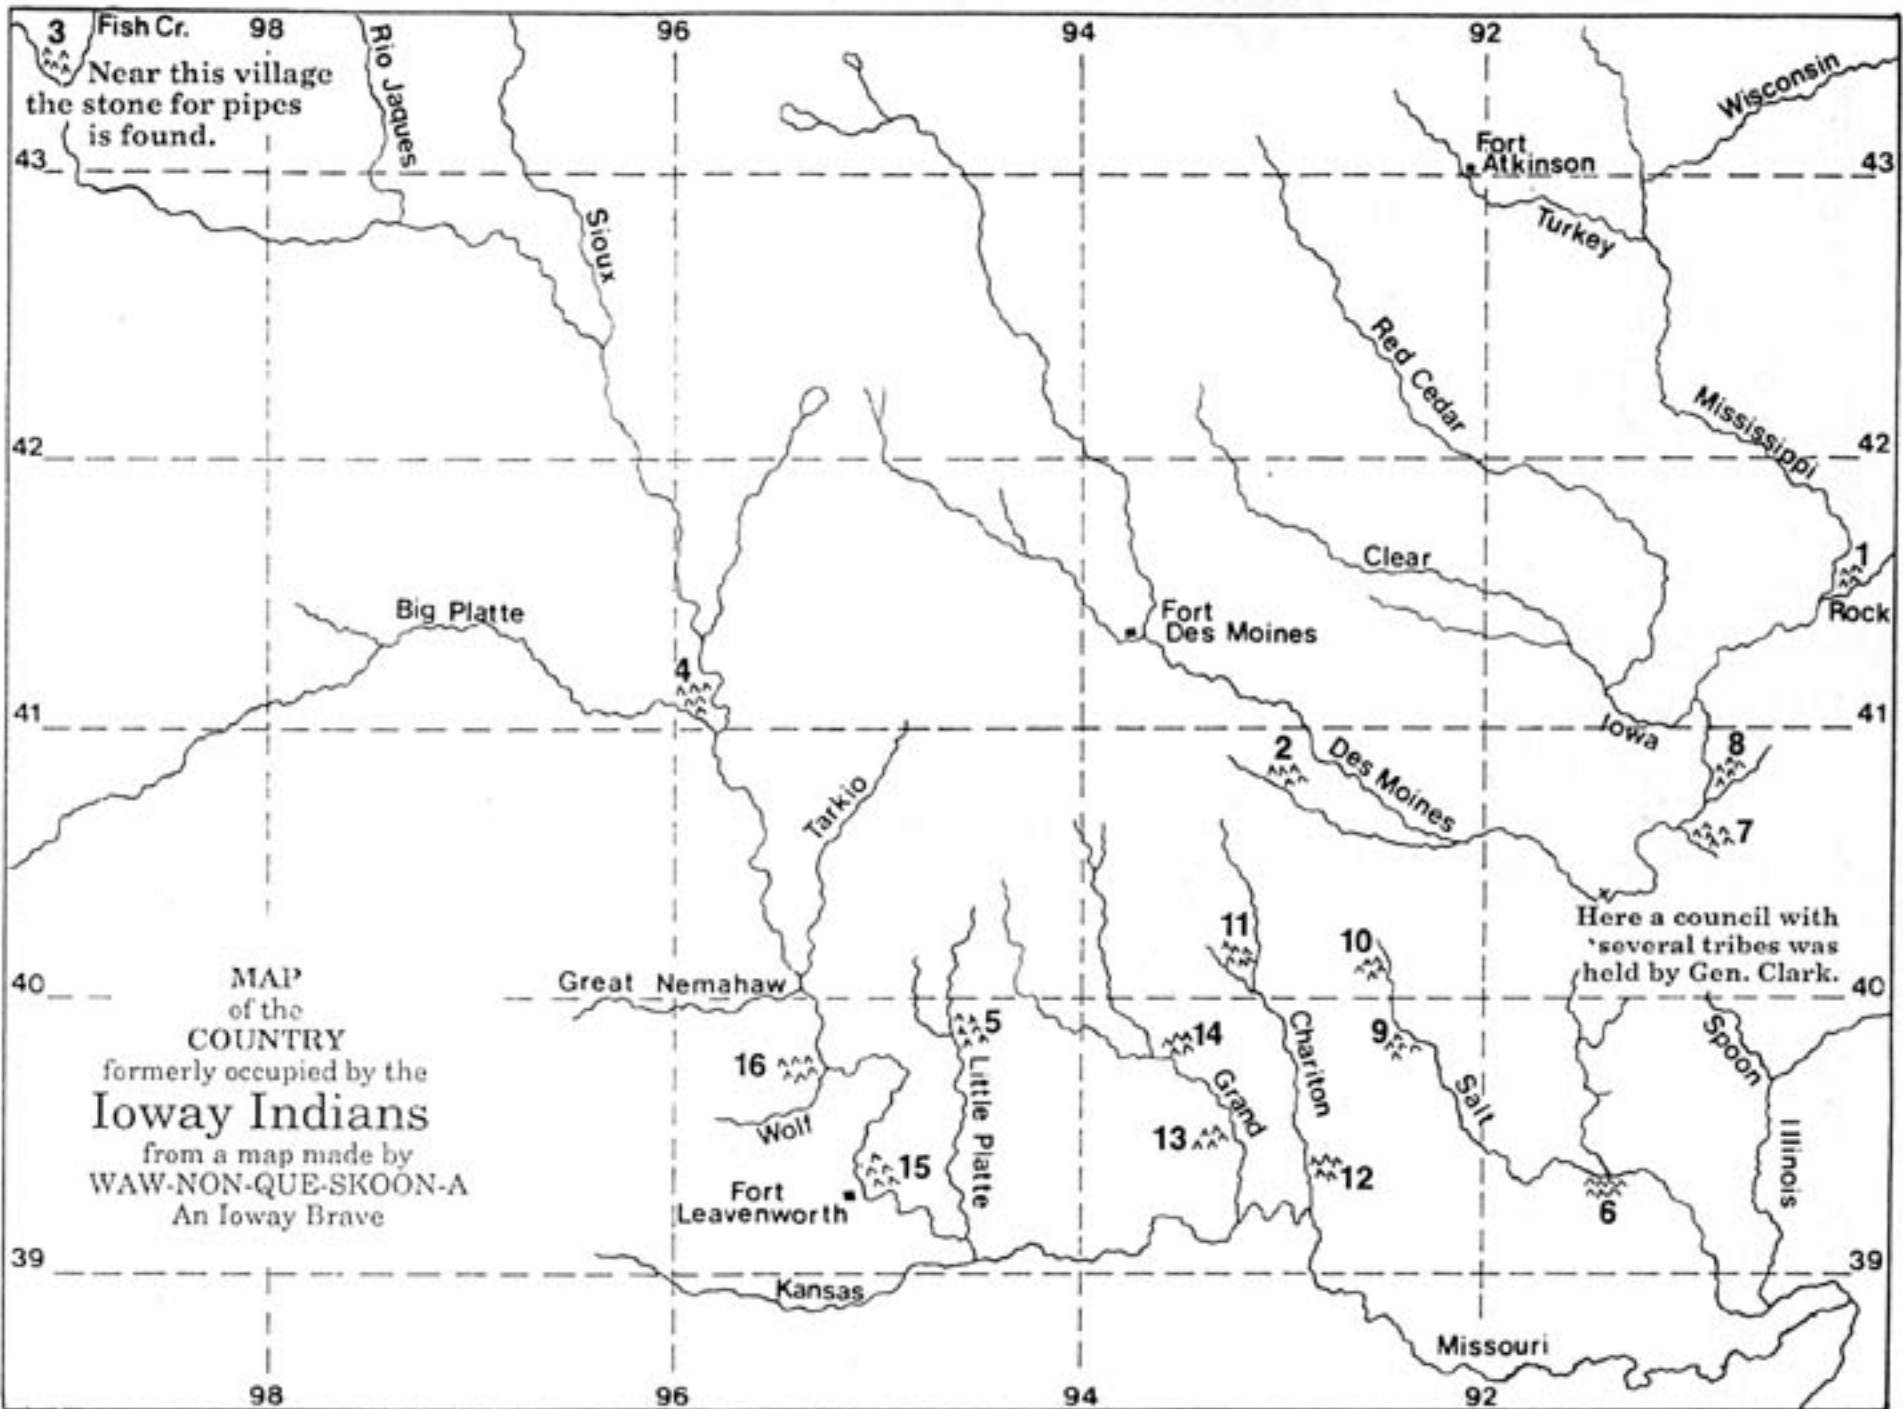 3
Fish Cr.
98
96
94
92
Rio Jaques
Near this village
the stone for pipes
is found.
Wisconsin
43
Fort
Atkinson
43
Turkey
Sioux
Red Cedar
Mississippi
42
42
Clear
1
Rock
Big Platte
Fort
Des Moines
4
41
41
Iowa
2
Des Moines
8
7
Tarkio
Here a council with
several tribes was
held by Gen. Clark.
11
10
40
Great Nemahaw
40
MAP
of the
COUNTRY
formerly occupied by the
Ioway Indians
from a map made by
WAW-NON-QUE-SKOON-A
An Ioway Brave
5
14
9
Chariton
Spoon
16
Little Platte
Grand
Salt
Wolf
13
Illinois
15
12
Fort
Leavenworth
6
39
39
Kansas
Missouri
98
96
94
92